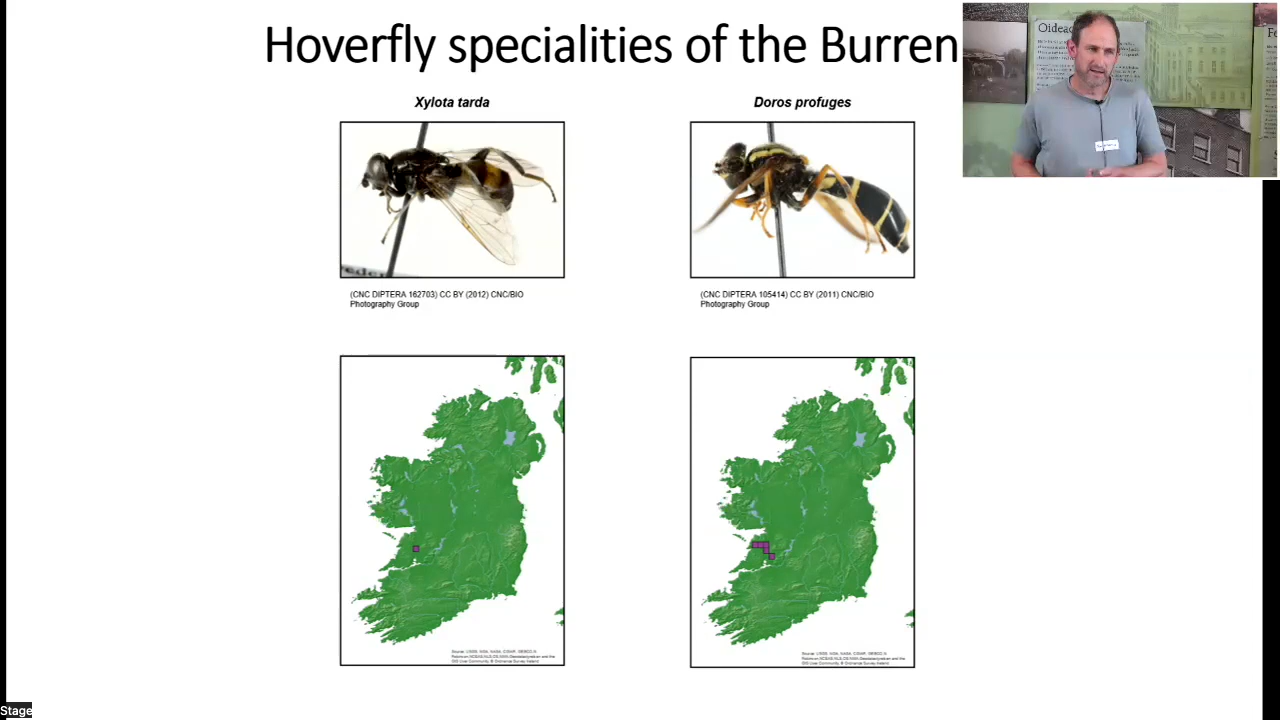 Hoverfly specialities of the Burren
Oideac
Xylota tarda
Doros profuges
(CNC DIPTERA 162703) CC BY (2012) CNC/BIO
Photography Group
(CNC DIPTERA 105414) CC BY (2011) CNC/BIO
Photography Group
Stage